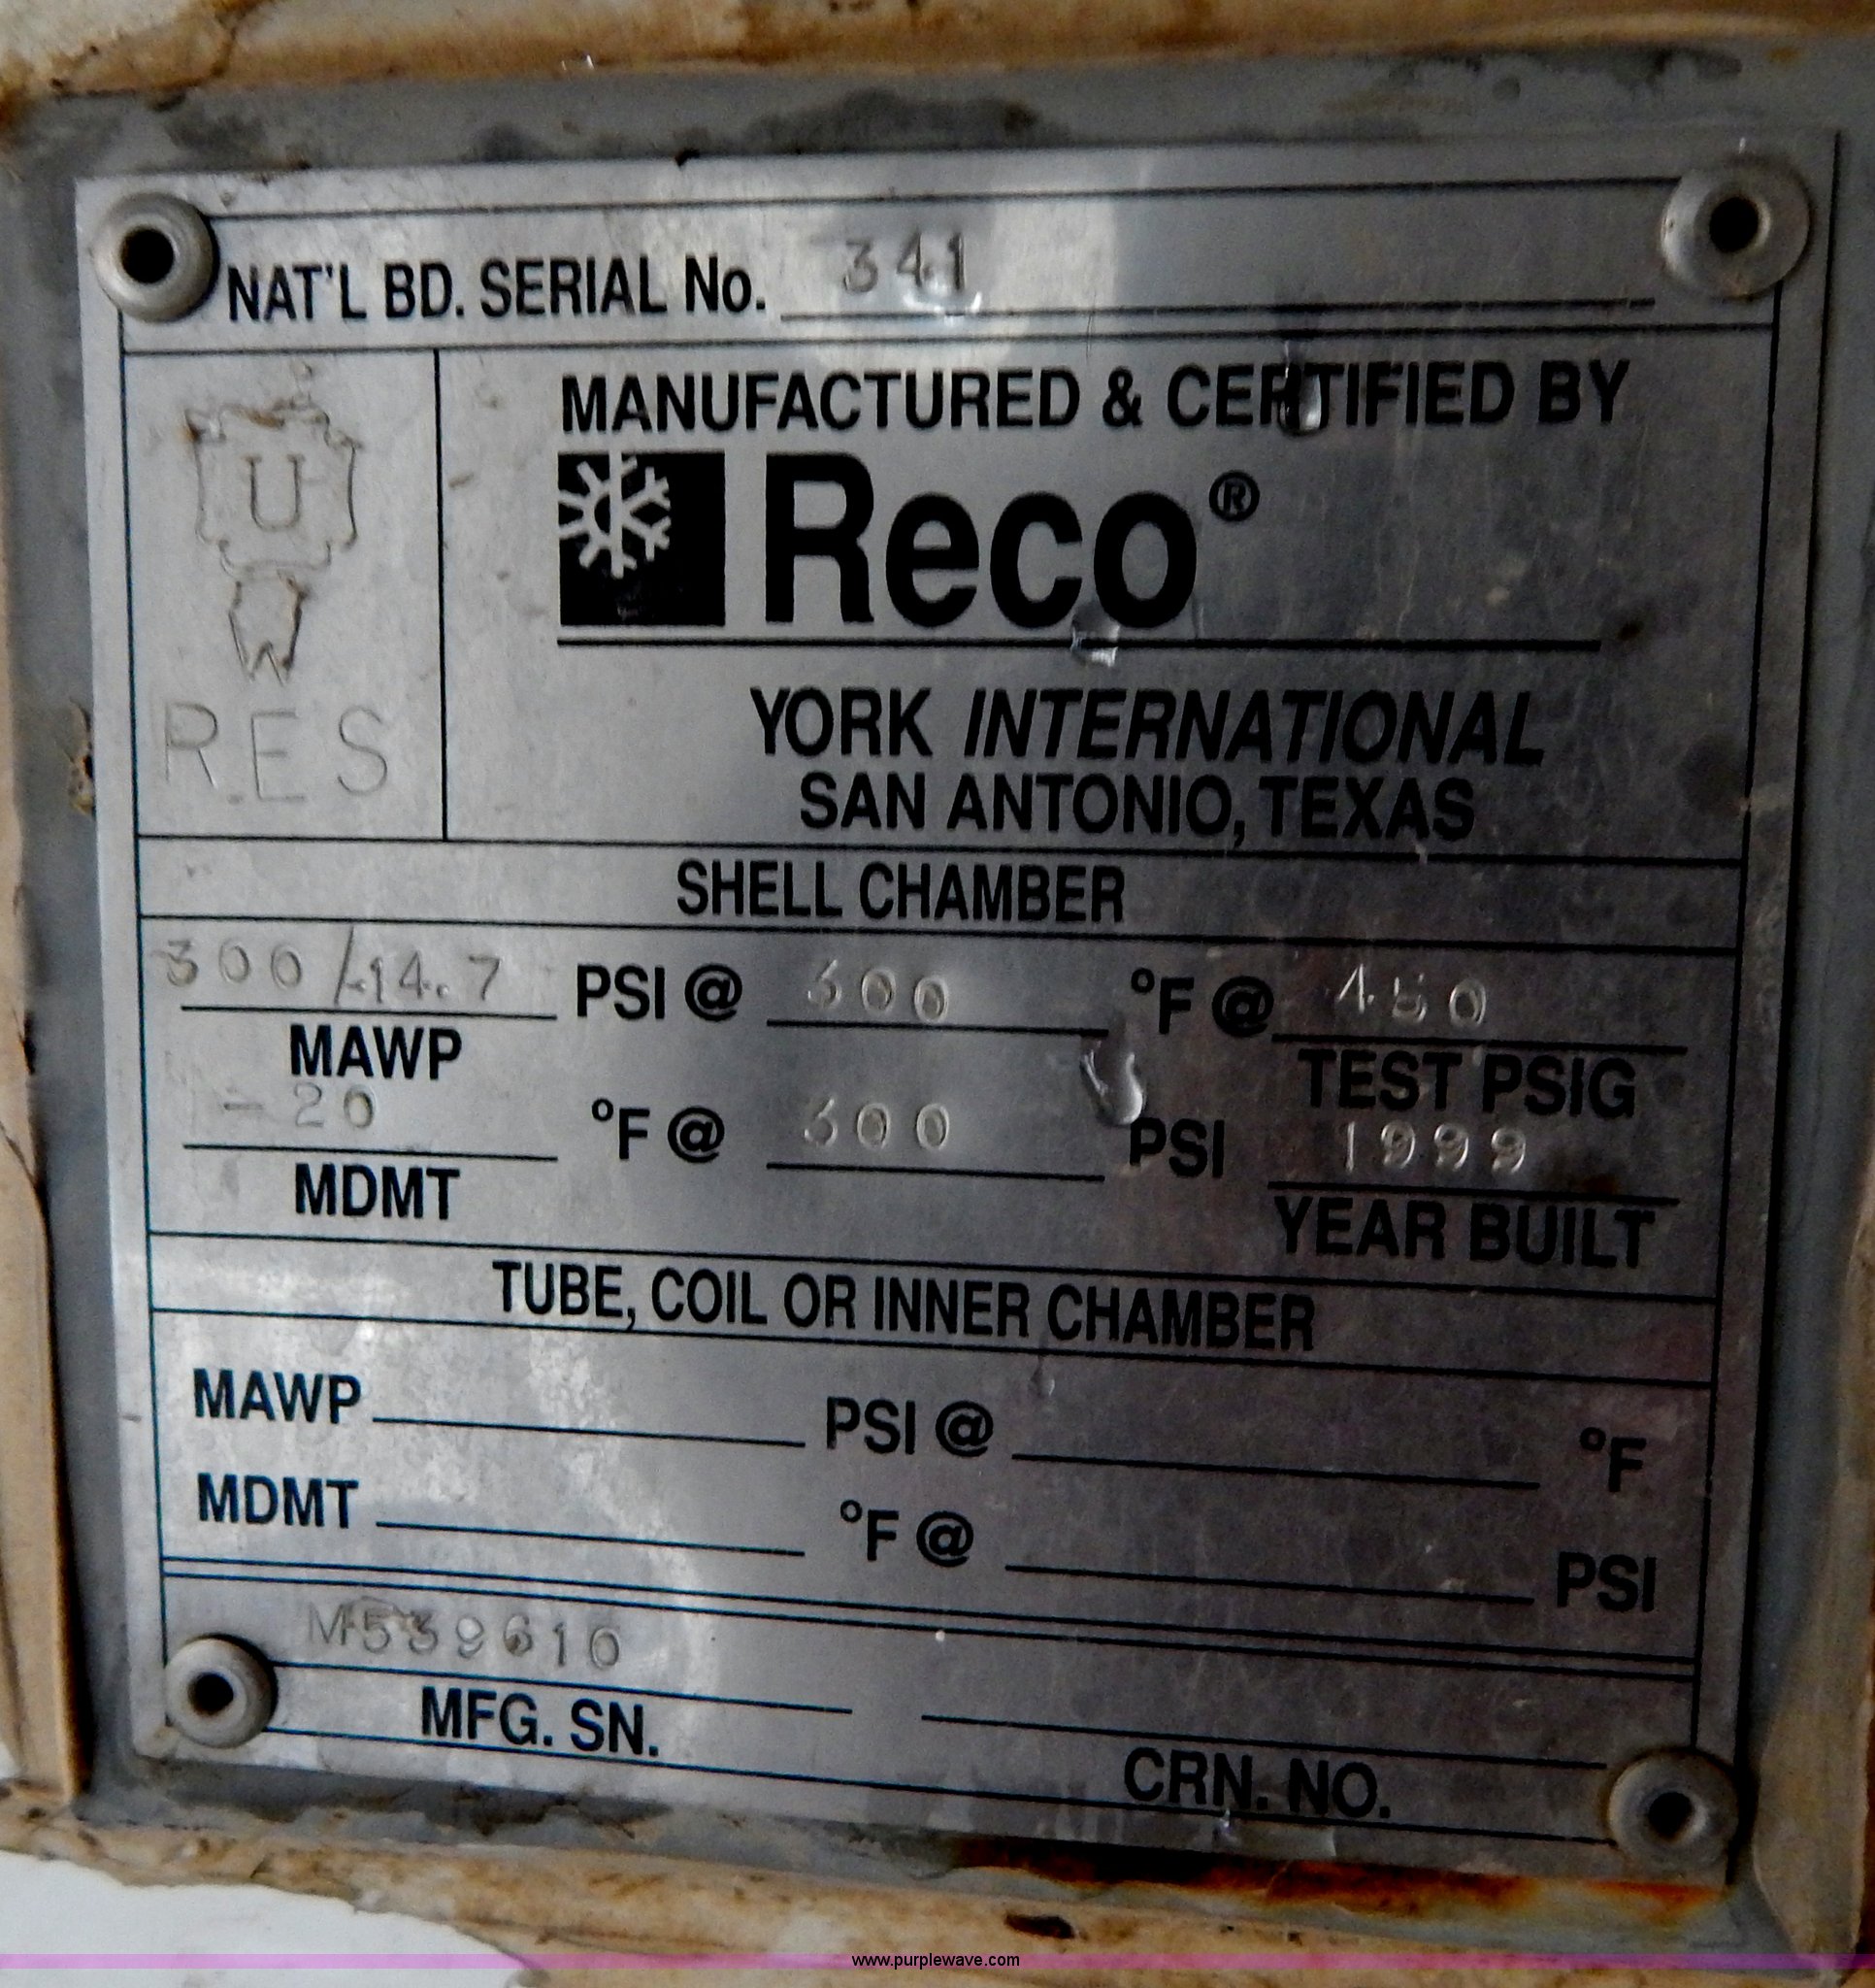 NAT'L BD. SERIAL No. 341
MANUFACTURED & CERTIFIED BY
U
Reco®
RES
YORK INTERNATIONAL
SAN ANTONIO, TEXAS
SHELL CHAMBER
300/-14.7 PSI @ 300 °F @ 450
MAWP TEST PSIG
-20 °F @ 300 PSI 1999
MDMT YEAR BUILT
TUBE, COIL OR INNER CHAMBER
MAWP PSI @ °F
MDMT °F @ PSI
M539610
MFG. SN. CRN. NO.
www.purplewave.com